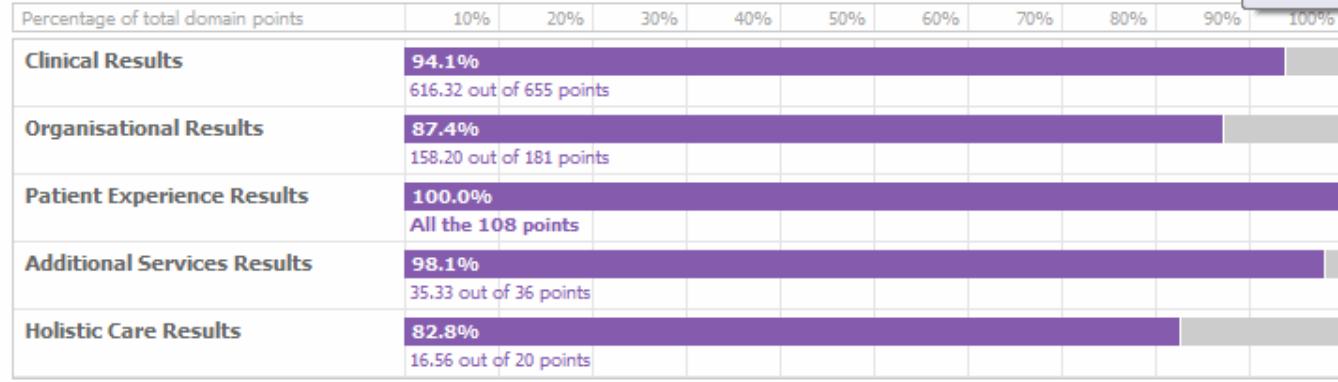 Percentage of total domain points 10% 20% 30% 40% 50% 60% 70% 80% 90% 100%
Clinical Results 94.1%
616.32 out of 655 points
Organisational Results 87.4%
158.20 out of 181 points
Patient Experience Results 100.0%
All the 108 points
Additional Services Results 98.1%
35.33 out of 36 points
Holistic Care Results 82.8%
16.56 out of 20 points